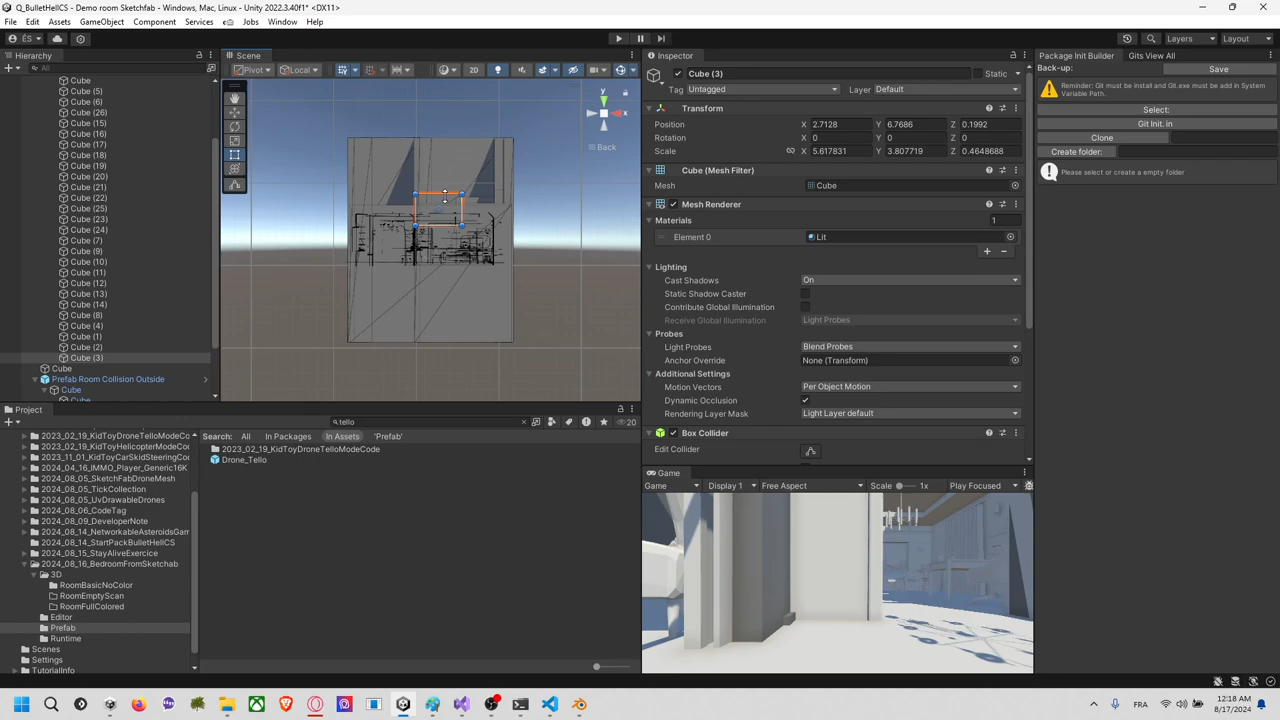 Q_BulletHellCS - Demo room Sketchfab - Windows, Mac, Linux - Unity 2022.3.40f1* <DX11>
File Edit Assets GameObject Component Services Jobs Window Help
ÉS Layers Layout
Hierarchy
All
Cube
Cube (5)
Cube (6)
Cube (26)
Cube (15)
Cube (16)
Cube (17)
Cube (18)
Cube (19)
Cube (20)
Cube (21)
Cube (22)
Cube (25)
Cube (23)
Cube (24)
Cube (7)
Cube (9)
Cube (10)
Cube (11)
Cube (12)
Cube (13)
Cube (14)
Cube (8)
Cube (4)
Cube (1)
Cube (2)
Cube (3)
Cube
Prefab Room Collision Outside
Cube
Scene
Pivot Local 2D
y
x
Back
Inspector
Cube (3) Static
Tag Untagged Layer Default
Transform
Position X 2.7128 Y 6.7686 Z 0.1992
Rotation X 0 Y 0 Z 0
Scale X 5.617831 Y 3.807719 Z 0.4648688
Cube (Mesh Filter)
Mesh Cube
Mesh Renderer
Materials 1
Element 0 Lit
Lighting
Cast Shadows On
Static Shadow Caster
Contribute Global Illumination
Receive Global Illumination Light Probes
Probes
Light Probes Blend Probes
Anchor Override None (Transform)
Additional Settings
Motion Vectors Per Object Motion
Dynamic Occlusion
Rendering Layer Mask Light Layer default
Box Collider
Edit Collider
Package Init Builder Gits View All
Back-up: Save
Reminder: Git must be install and Git.exe must be add in System
Variable Path.
Select:
Git Init. in
Clone
Create folder:
Please select or create a empty folder
Project
tello
20
Search: All In Packages In Assets 'Prefab'
2023_02_19_KidToyDroneTelloModeCo
2023_02_19_KidToyHelicopterModeCo
2023_11_01_KidToyCarSkidSteeringCo
2024_04_16_IMMO_Player_Generic16K
2024_08_05_SketchFabDroneMesh
2024_08_05_TickCollection
2024_08_05_UvDrawableDrones
2024_08_06_CodeTag
2024_08_09_DeveloperNote
2024_08_14_NetworkableAsteroidsGam
2024_08_14_StartPackBulletHellCS
2024_08_15_StayAliveExercice
2024_08_16_BedroomFromSketchab
3D
RoomBasicNoColor
RoomEmptyScan
RoomFullColored
Editor
Prefab
Runtime
Scenes
Settings
TutorialInfo
2023_02_19_KidToyDroneTelloModeCode
Drone_Tello
Game
Game Display 1 Free Aspect Scale 1x Play Focused
FRA
12:18 AM
8/17/2024